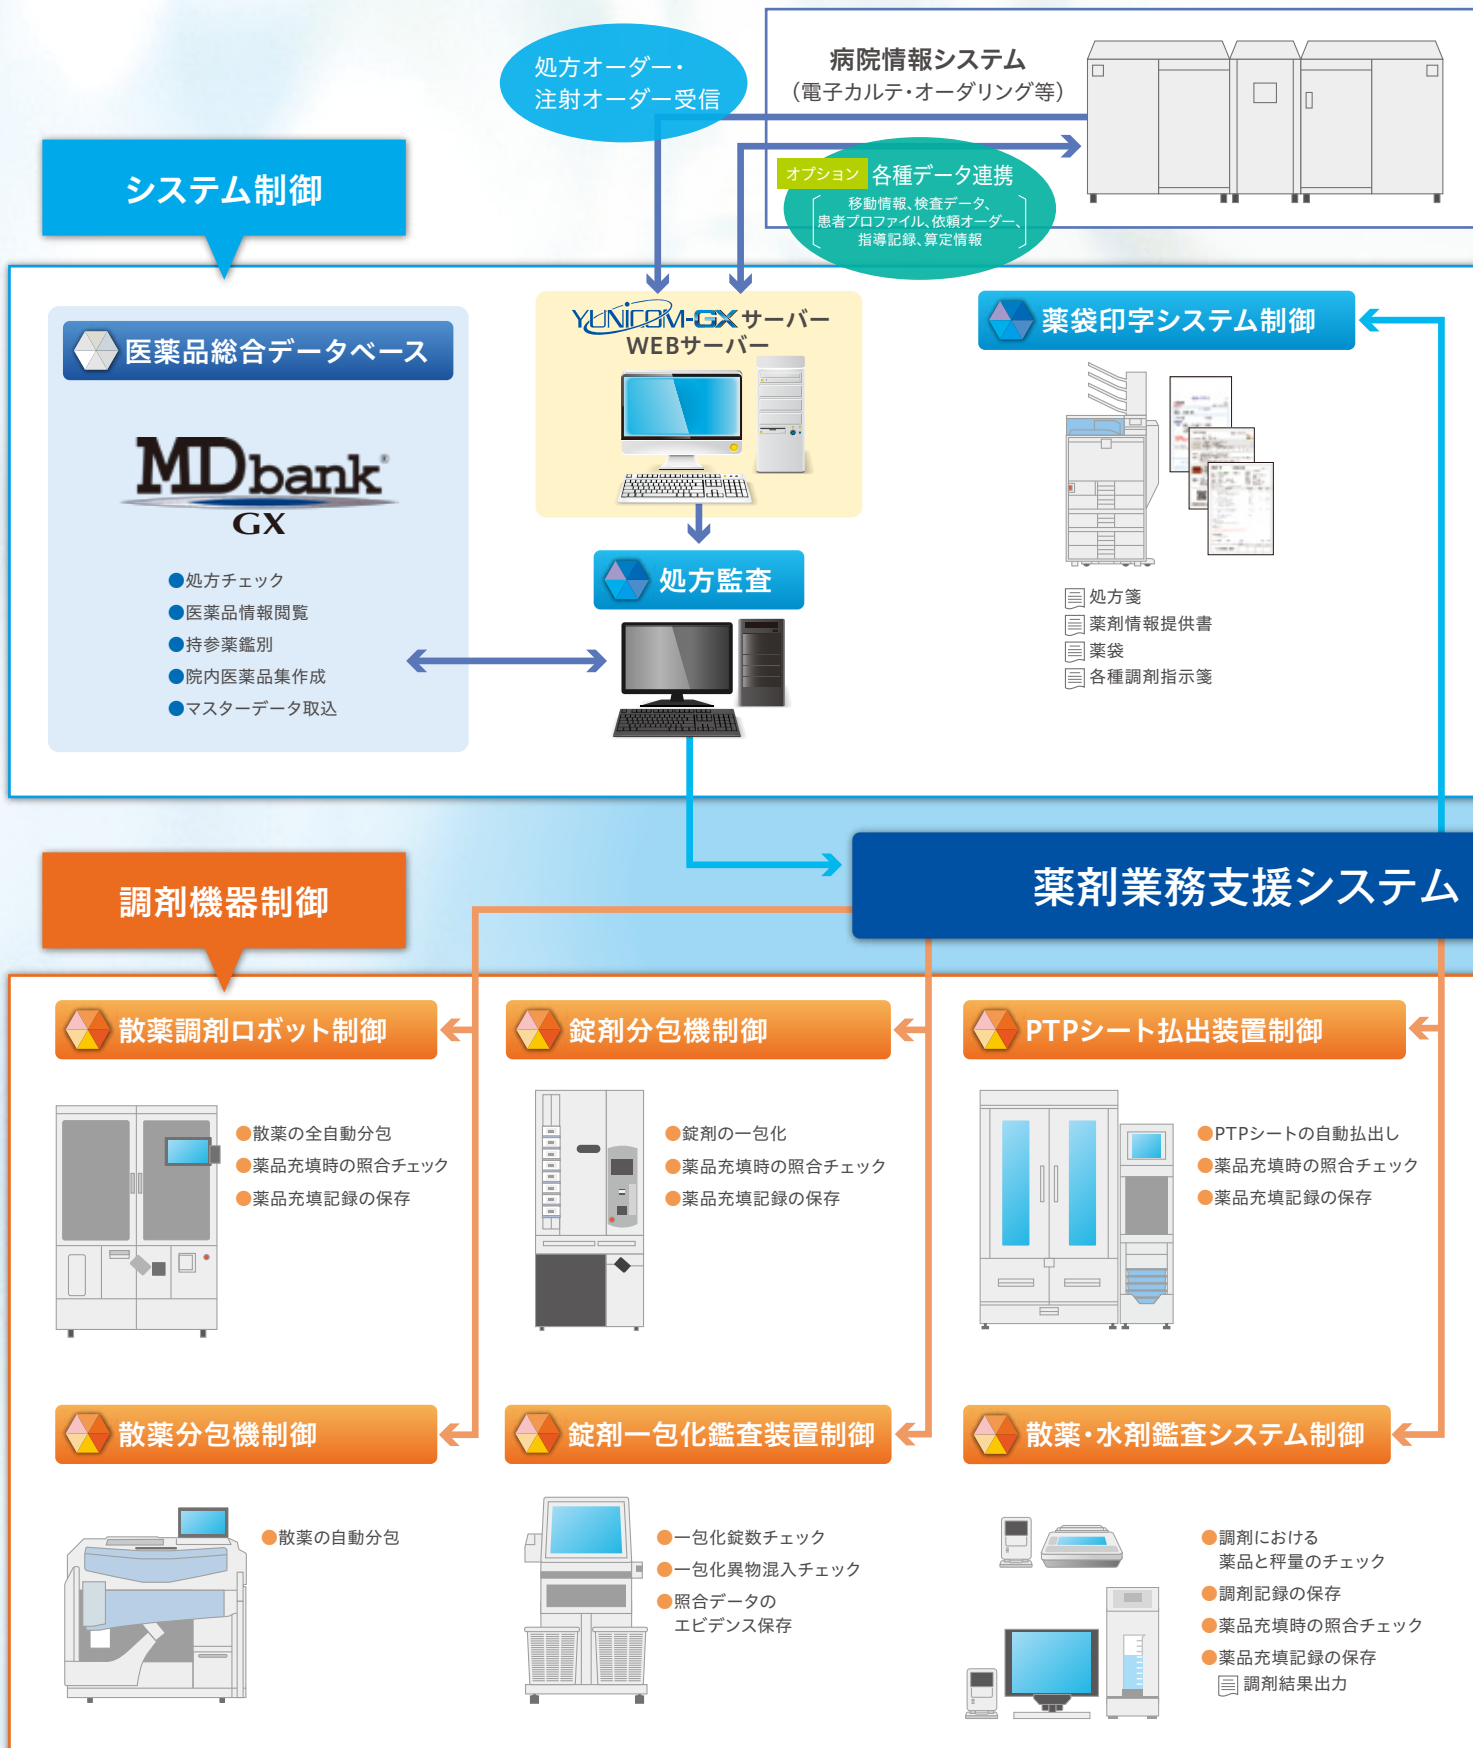 処方オーダー・
注射オーダー受信
病院情報システム
（電子カルテ・オーダリング等）
オプション 各種データ連携
移動情報、検査データ、
患者プロファイル、依頼オーダー、
指導記録、算定情報
システム制御
医薬品総合データベース
MDbank®
GX
●処方チェック
●医薬品情報閲覧
●持参薬鑑別
●院内医薬品集作成
●マスターデータ取込
YUNICOM-GXサーバー
WEBサーバー
処方監査
薬袋印字システム制御
処方箋
薬剤情報提供書
薬袋
各種調剤指示箋
薬剤業務支援システム
調剤機器制御
散薬調剤ロボット制御
●散薬の全自動分包
●薬品充填時の照合チェック
●薬品充填記録の保存
錠剤分包機制御
●錠剤の一包化
●薬品充填時の照合チェック
●薬品充填記録の保存
PTPシート払出装置制御
●PTPシートの自動払出し
●薬品充填時の照合チェック
●薬品充填記録の保存
散薬分包機制御
●散薬の自動分包
錠剤一包化鑑査装置制御
●一包化錠数チェック
●一包化異物混入チェック
●照合データの
エビデンス保存
散薬・水剤鑑査システム制御
●調剤における
薬品と秤量のチェック
●調剤記録の保存
●薬品充填時の照合チェック
●薬品充填記録の保存
調剤結果出力